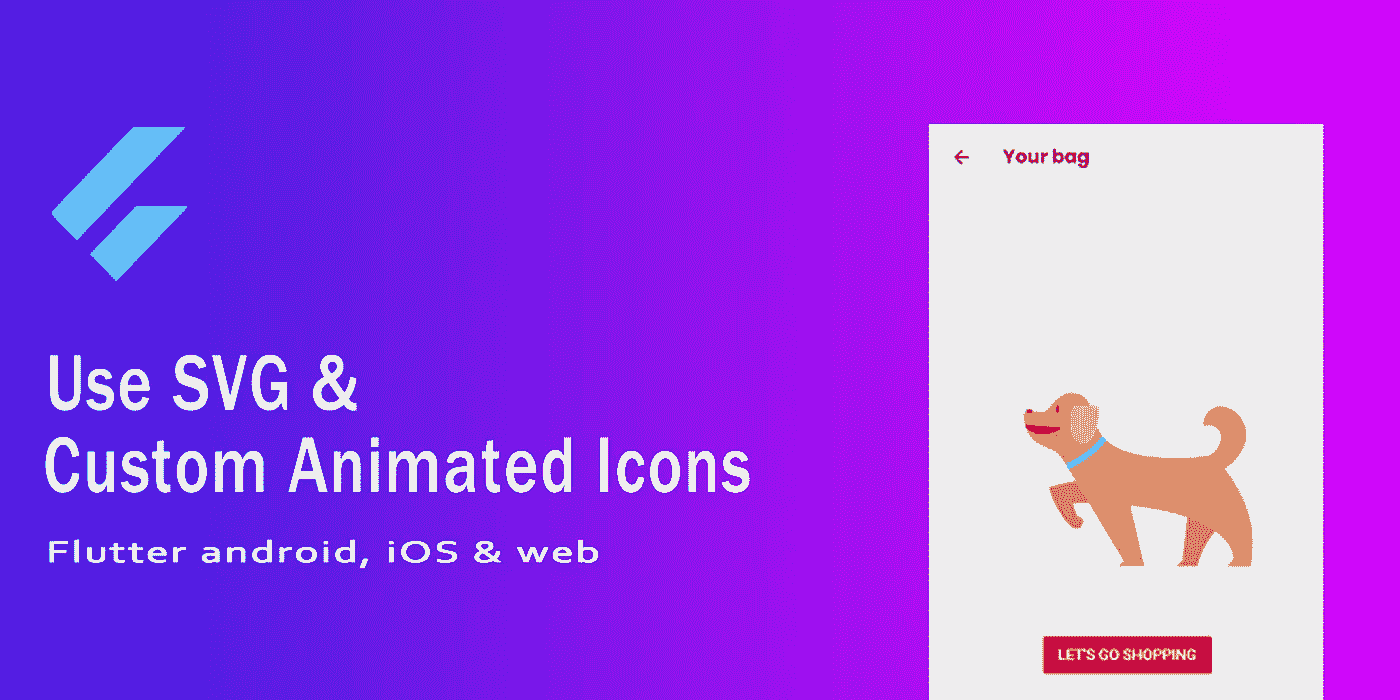 Use SVG &
Custom Animated Icons
Flutter android, iOS & web
Your bag
LET'S GO SHOPPING